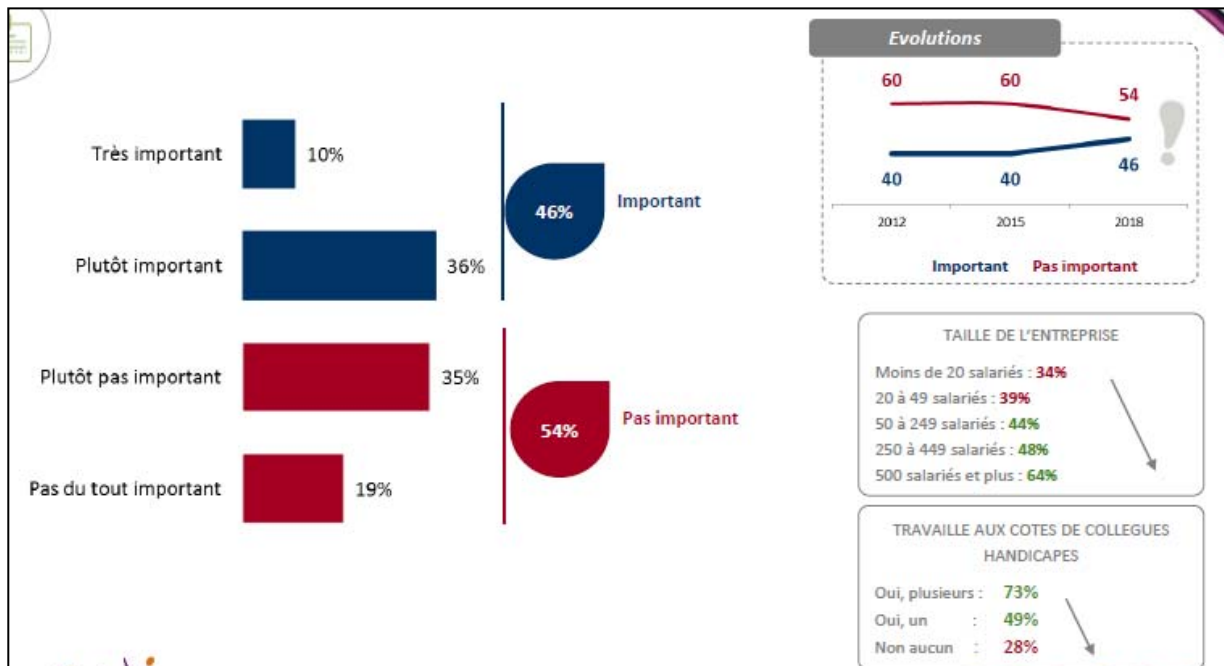 Très important
10%
Plutôt important
36%
46%
Important
Plutôt pas important
35%
Pas du tout important
19%
54%
Pas important
Evolutions
60 60 54
40 40 46
2012 2015 2018
Important Pas important
TAILLE DE L'ENTREPRISE
Moins de 20 salariés : 34%
20 à 49 salariés : 39%
50 à 249 salariés : 44%
250 à 449 salariés : 48%
500 salariés et plus : 64%
TRAVAILLE AUX COTES DE COLLEGUES
HANDICAPES
Oui, plusieurs : 73%
Oui, un : 49%
Non aucun : 28%